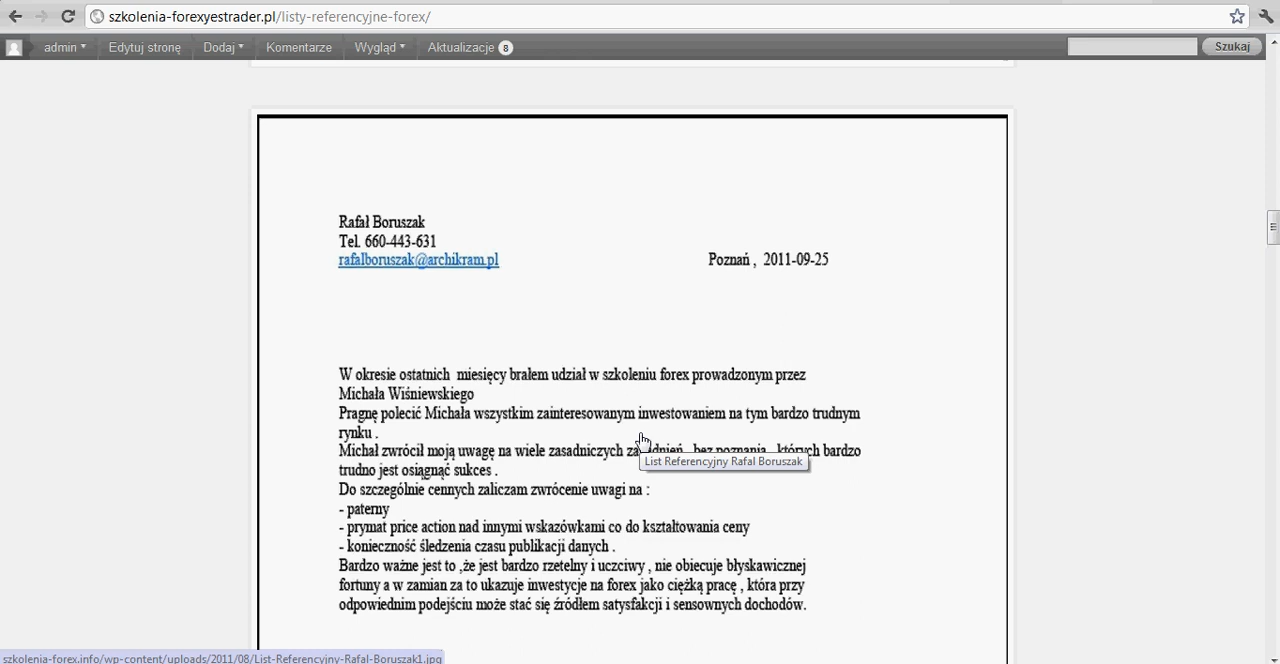 szkolenia-forexyestrader.pl/listy-referencyjne-forex/
admin Edytuj stronę Dodaj Komentarze Wygląd Aktualizacje 8 Szukaj
Rafał Boruszak
Tel. 660-443-631
rafalboruszak@archikram.pl Poznań , 2011-09-25
W okresie ostatnich miesięcy brałem udział w szkoleniu forex prowadzonym przez
Michała Wiśniewskiego
Pragnę polecić Michała wszystkim zainteresowanym inwestowaniem na tym bardzo trudnym
rynku .
Michał zwrócił moją uwagę na wiele zasadniczych , bez poznania których bardzo
List Referencyjny Rafal Boruszak
trudno jest osiągnąć sukces .
Do szczególnie cennych zaliczam zwrócenie uwagi na :
- paterny
- prymat price action nad innymi wskazówkami co do kształtowania ceny
- konieczność śledzenia czasu publikacji danych .
Bardzo ważne jest to ,że jest bardzo rzetelny i uczciwy , nie obiecuje błyskawicznej
fortuny a w zamian za to ukazuje inwestycje na forex jako ciężką pracę , która przy
odpowiednim podejściu może stać się źródłem satysfakcji i sensownych dochodów.
szkolenia-forex.info/wp-content/uploads/2011/08/List-Referencyjny-Rafal-Boruszak1.jpg